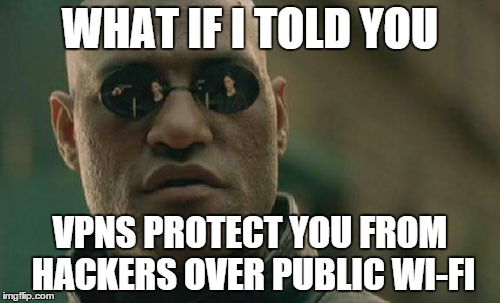 WHAT IF I TOLD YOU
VPNS PROTECT YOU FROM
HACKERS OVER PUBLIC WI-FI
imgflip.com